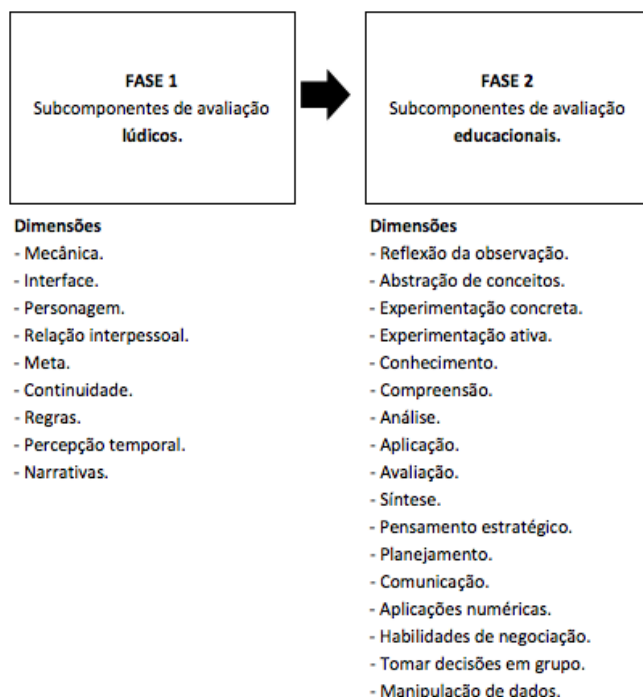 FASE 1
Subcomponentes de avaliação
lúdicos.
FASE 2
Subcomponentes de avaliação
educacionais.
Dimensões
- Mecânica.
- Interface.
- Personagem.
- Relação interpessoal.
- Meta.
- Continuidade.
- Regras.
- Percepção temporal.
- Narrativas.
Dimensões
- Reflexão da observação.
- Abstração de conceitos.
- Experimentação concreta.
- Experimentação ativa.
- Conhecimento.
- Compreensão.
- Análise.
- Aplicação.
- Avaliação.
- Síntese.
- Pensamento estratégico.
- Planejamento.
- Comunicação.
- Aplicações numéricas.
- Habilidades de negociação.
- Tomar decisões em grupo.
- Manipulação de dados.